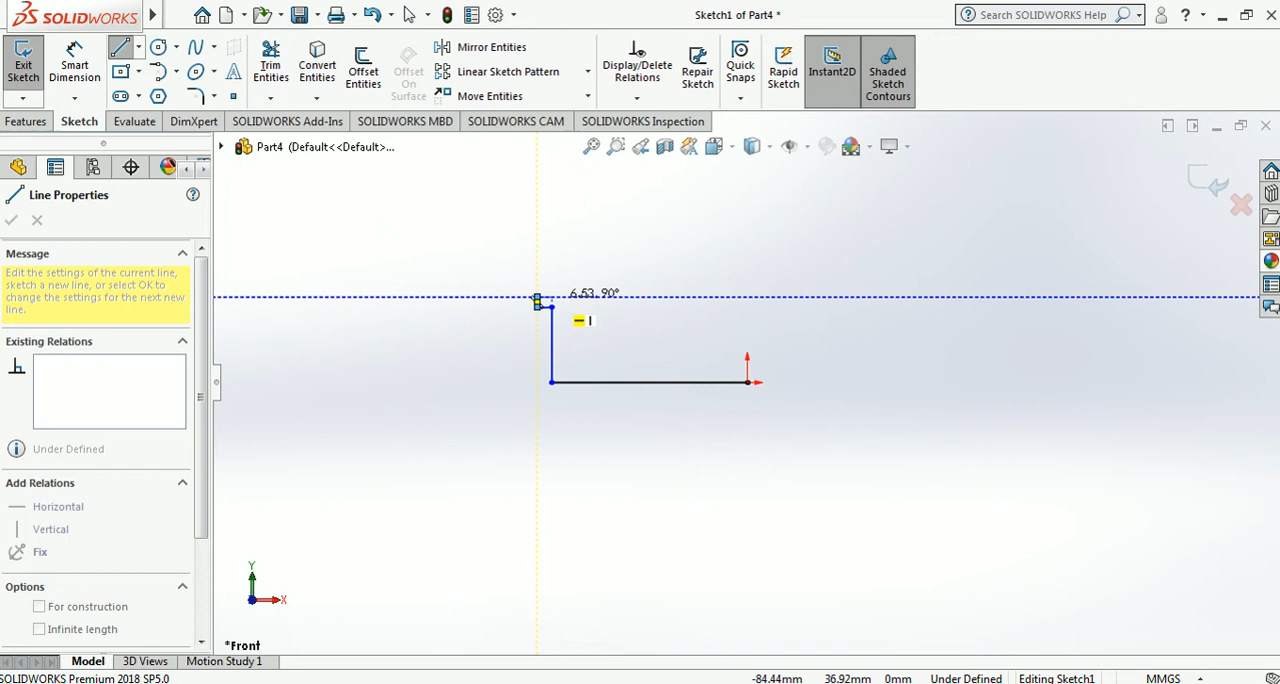 SOLIDWORKS
Sketch1 of Part4 *
Search SOLIDWORKS Help
?
Exit Sketch
Smart Dimension
Trim Entities
Convert Entities
Offset Entities
Offset On Surface
Mirror Entities
Linear Sketch Pattern
Move Entities
Display/Delete Relations
Repair Sketch
Quick Snaps
Rapid Sketch
Instant2D
Shaded Sketch Contours
Features
Sketch
Evaluate
DimXpert
SOLIDWORKS Add-Ins
SOLIDWORKS MBD
SOLIDWORKS CAM
SOLIDWORKS Inspection
Part4 (Default<<Default>...
Line Properties
Message
Edit the settings of the current line,
sketch a new line, or select OK to
change the settings for the next new
line.
Existing Relations
Under Defined
Add Relations
Horizontal
Vertical
Fix
Options
For construction
Infinite length
6.53, 90°
Y
X
*Front
Model
3D Views
Motion Study 1
SOLIDWORKS Premium 2018 SP5.0
-84.44mm
36.92mm
0mm
Under Defined
Editing Sketch1
MMGS